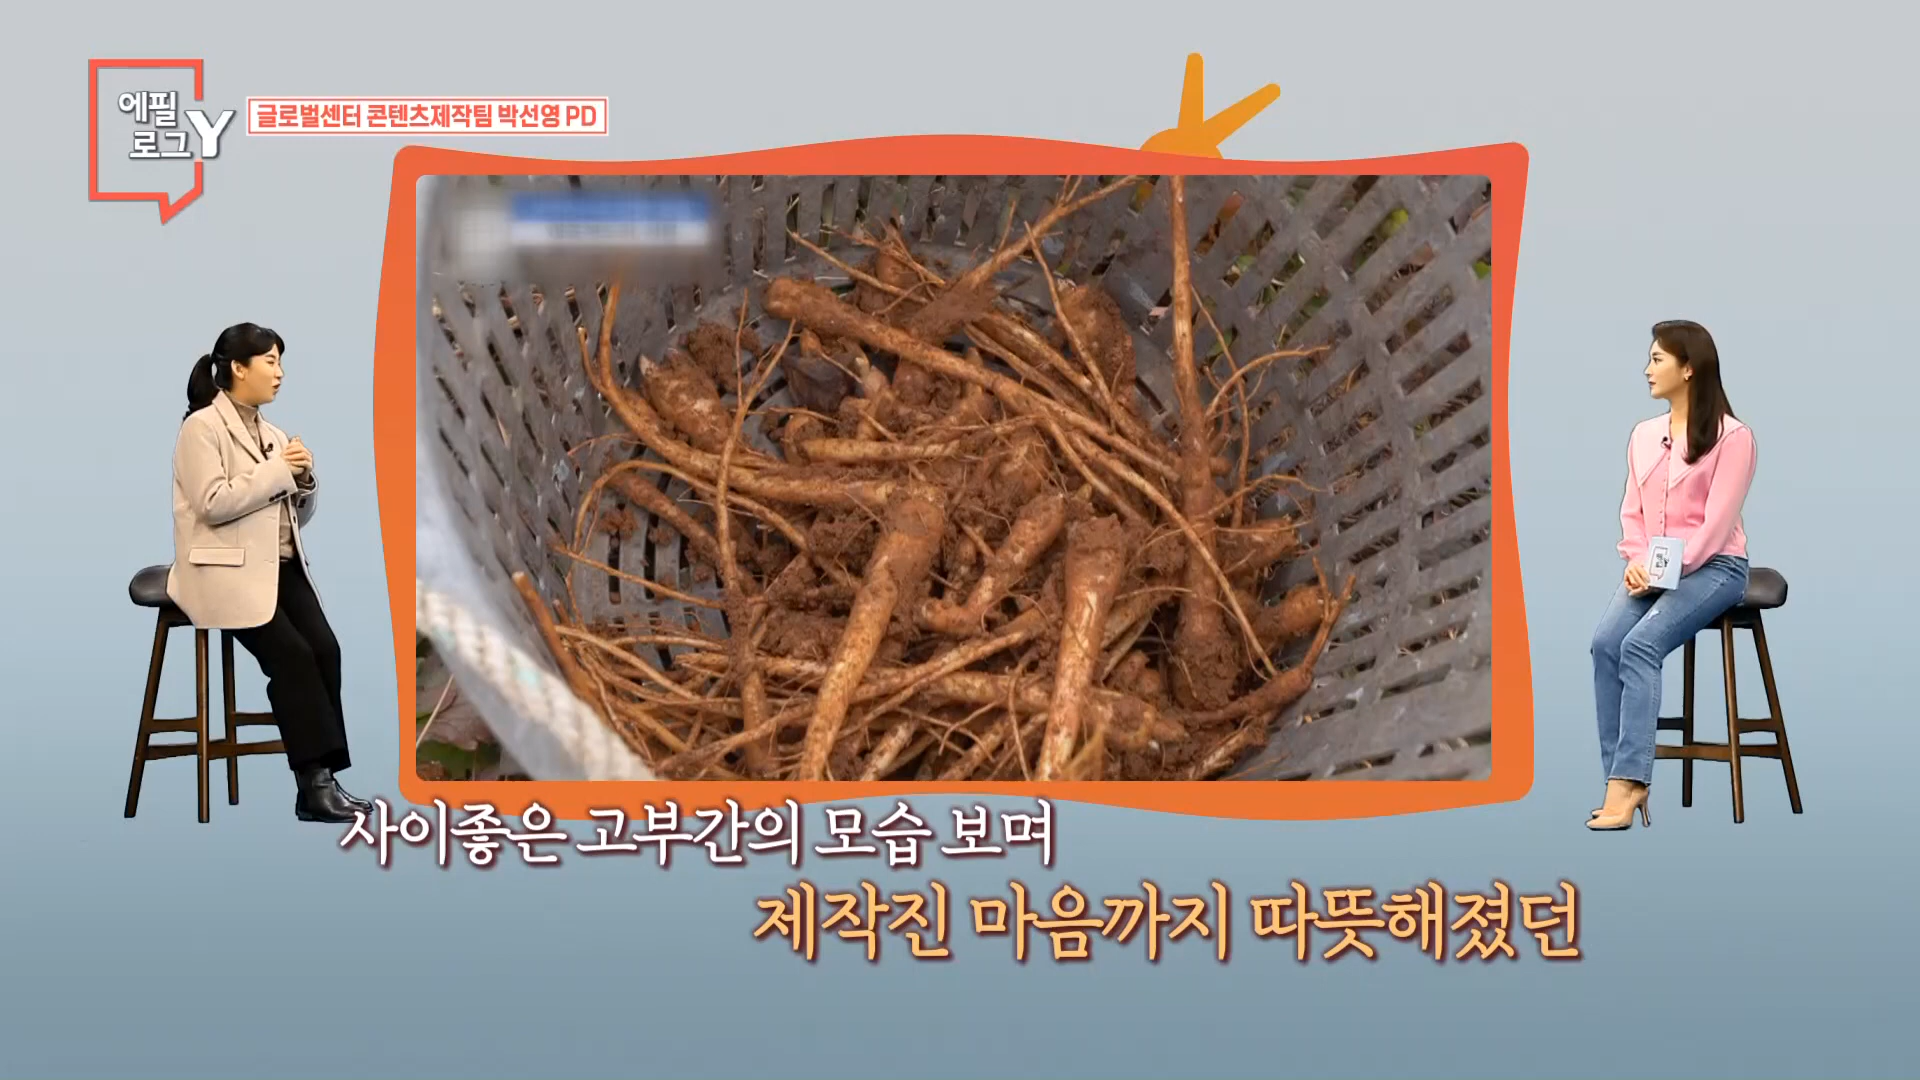 에필
로그Y
글로벌센터 콘텐츠제작팀 박선영 PD
사이좋은 고부간의 모습 보며
제작진 마음까지 따뜻해졌던